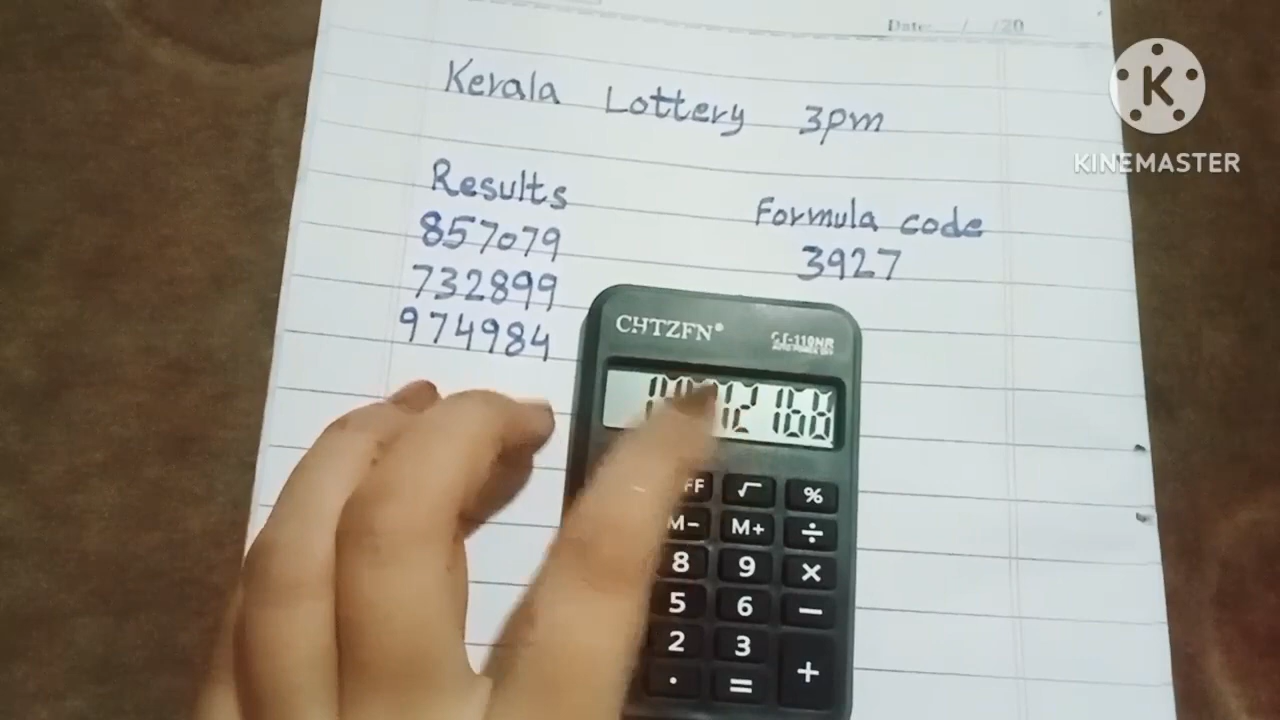 Date: / /20
K
KINEMASTER
Kerala Lottery 3pm
Results
857079
732899
974984
Formula code
3927
CHTZFN®
√ %
M- M+ ÷
8 9 ×
5 6 −
2 3 +
. =